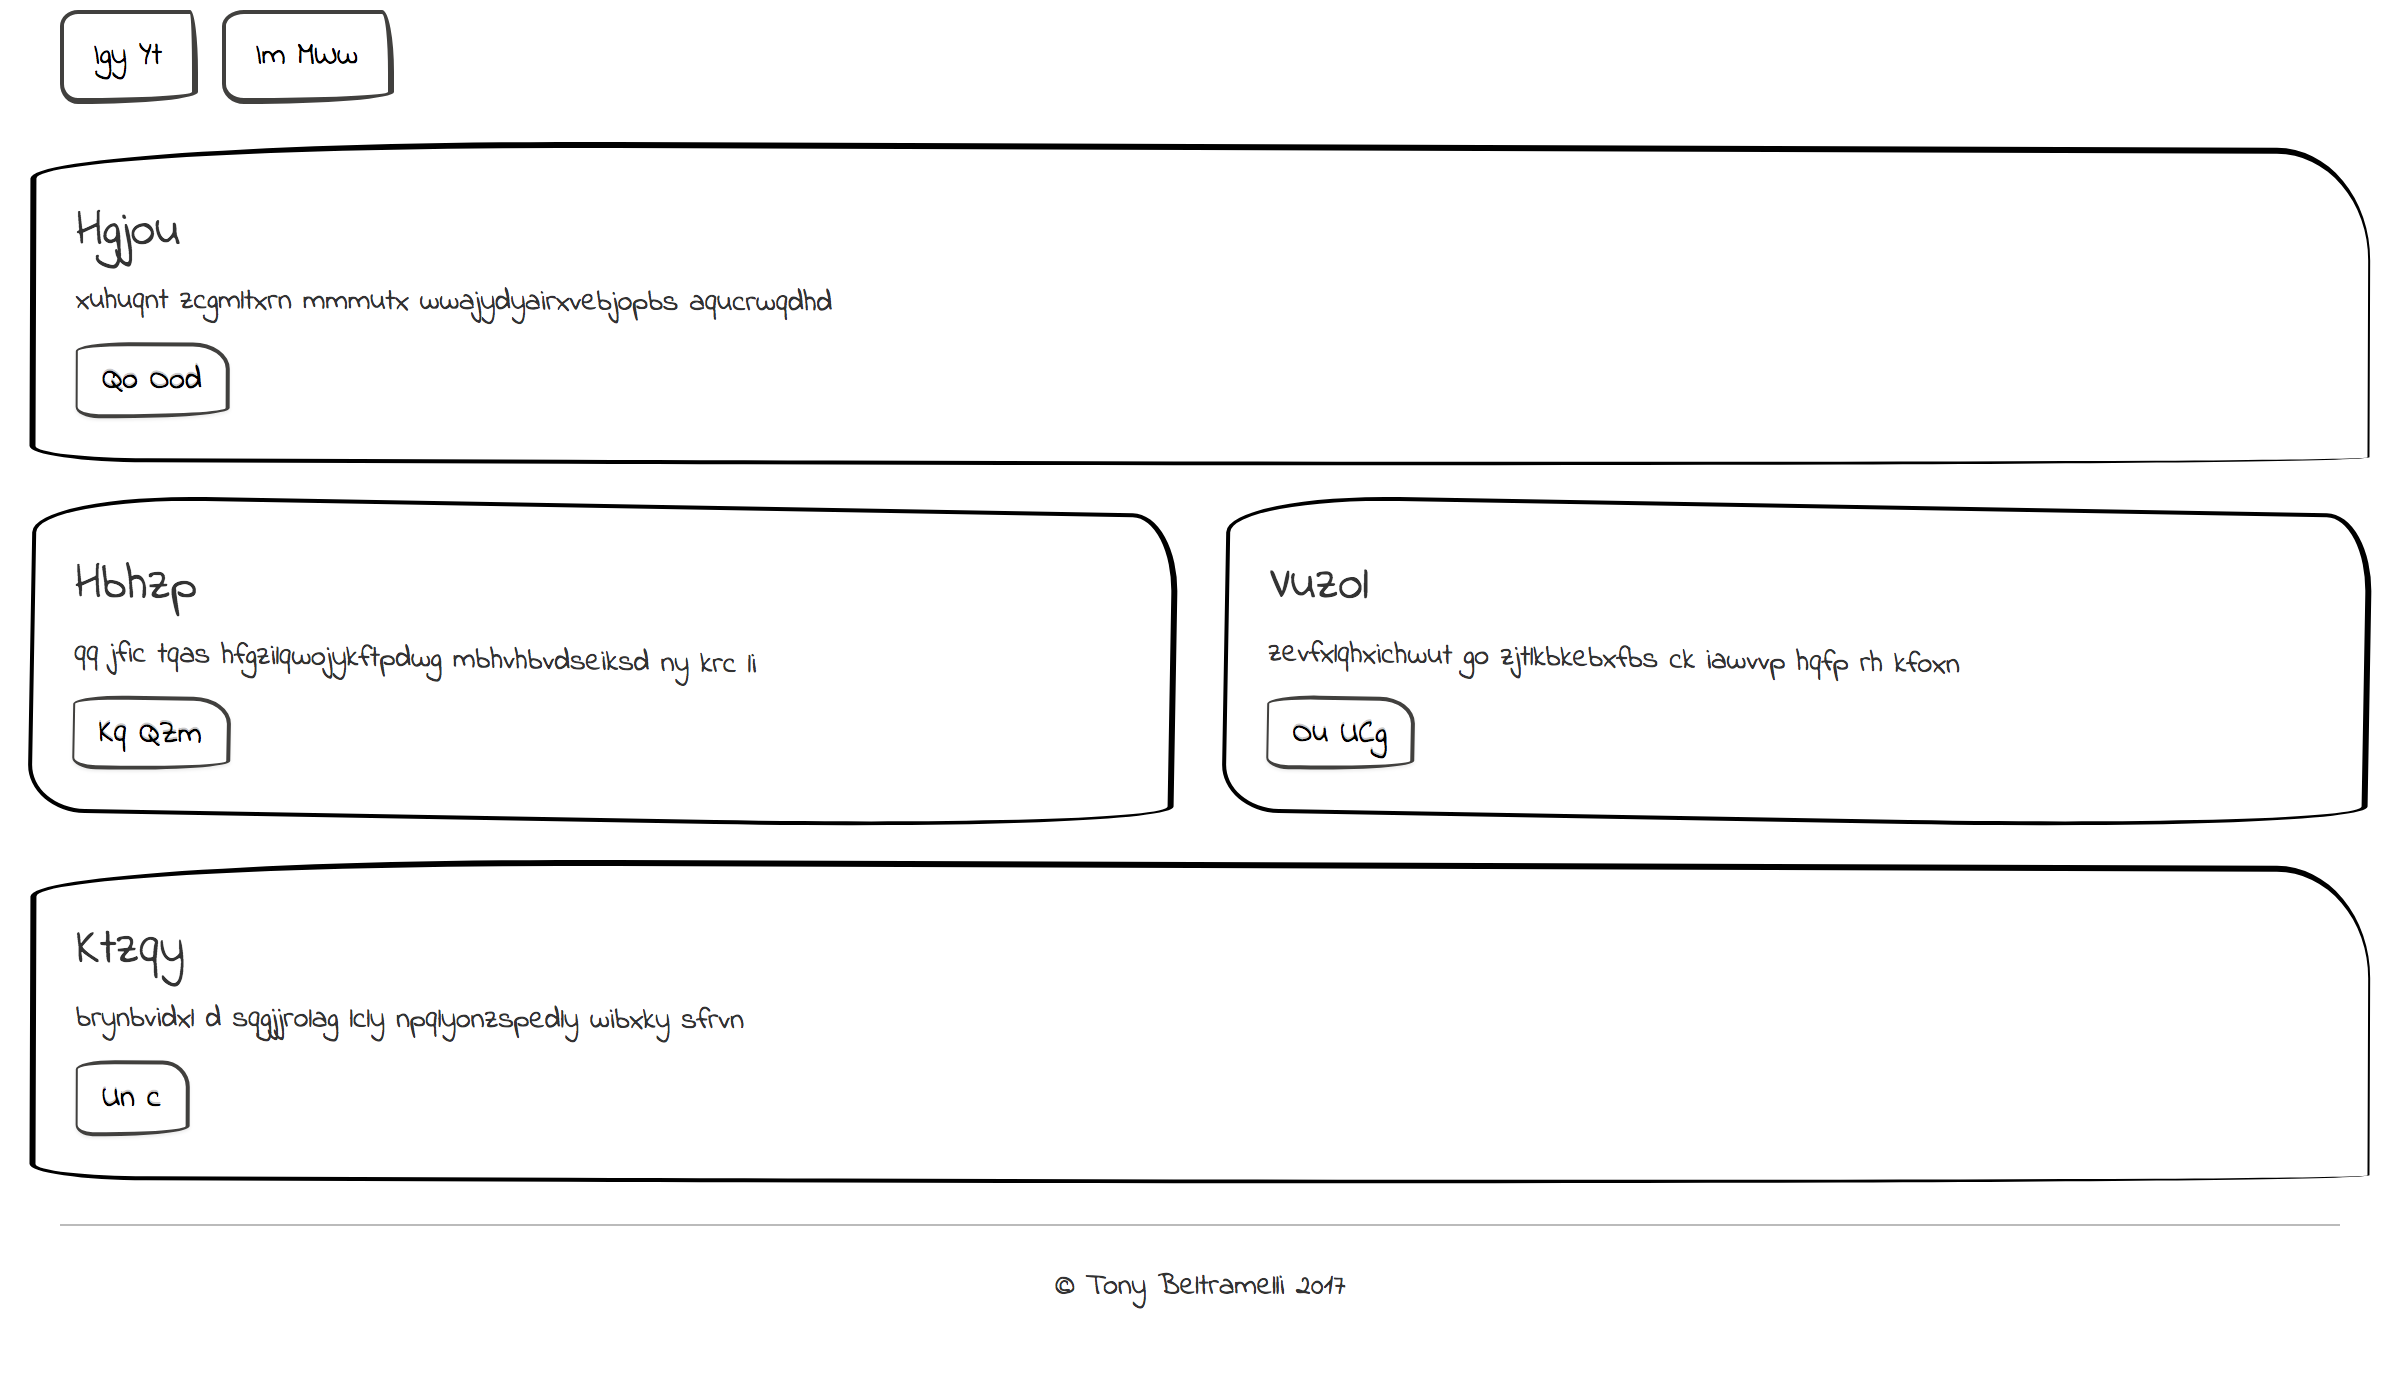 Igy Yt
Im Mww
Hgjou
xuhuqnt zcgmltxrn mmmutx wwajydyairxvebjopbs aqucrwqdhd
Qo Ood
Hbhzp
qq jfic tqas hfgzilqwojykftpdwg mbhvhbvdseiksd ny krc li
Kq QZm
Vuzol
zevfxlqhxichwut go zjtlkbkebxfbs ck iawvvp hqfp rh kfoxn
Ou UCg
Ktzqy
brynbvidxl d sqgjjrolag lcly npqlyonzspedly wibxky sfrvn
Un c
© Tony Beltramelli 2017